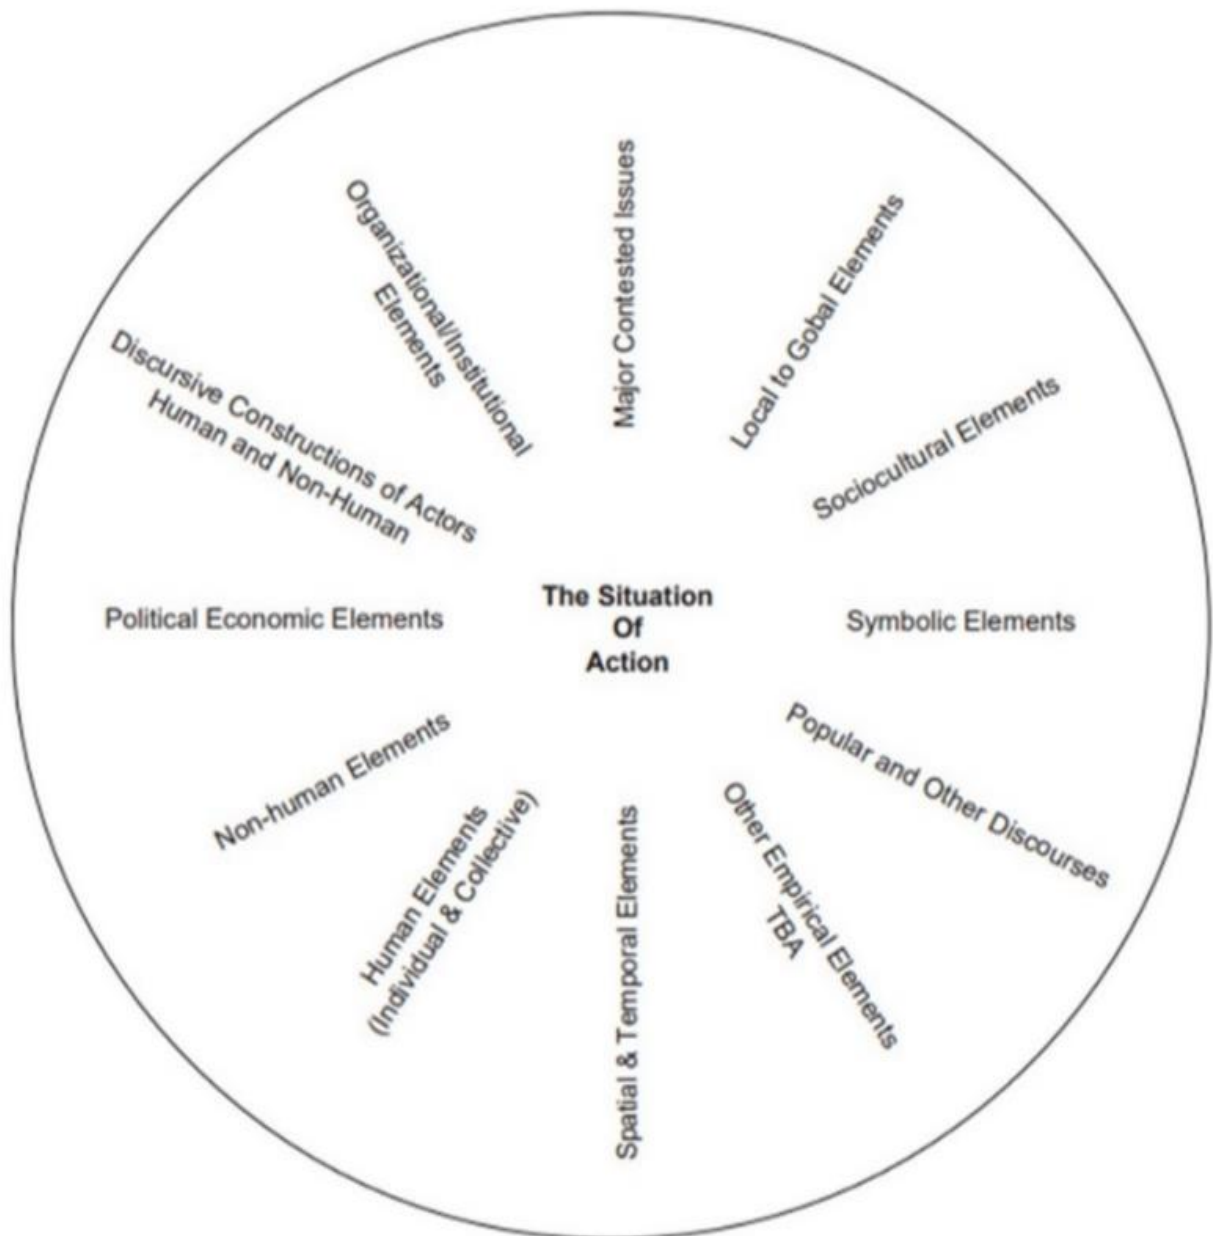 Major Contested Issues
Local to Gobal Elements
Sociocultural Elements
Symbolic Elements
Popular and Other Discourses
Other Empirical Elements
TBA
Spatial & Temporal Elements
Human Elements
(Individual & Collective)
Non-human Elements
Political Economic Elements
Discursive Constructions of Actors
Human and Non-Human
Organizational/Institutional
Elements
The Situation
Of
Action